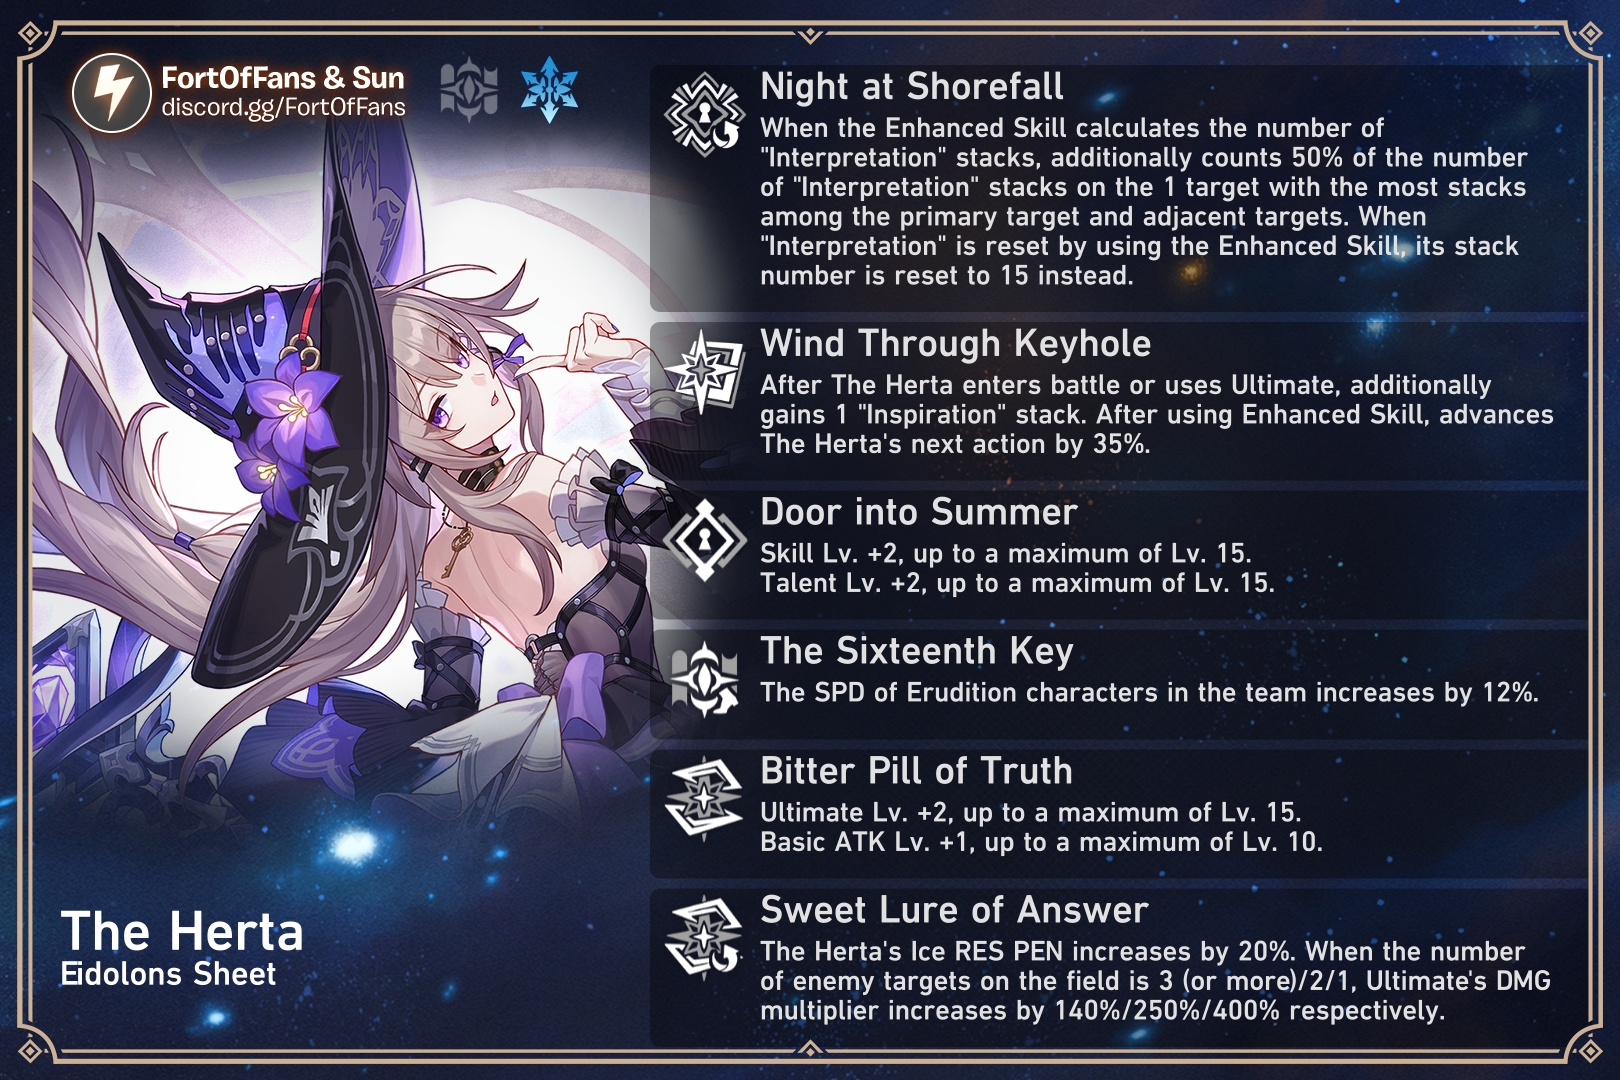 FortOfFans & Sun
discord.gg/FortOfFans
Night at Shorefall
When the Enhanced Skill calculates the number of
"Interpretation" stacks, additionally counts 50% of the number
of "Interpretation" stacks on the 1 target with the most stacks
among the primary target and adjacent targets. When
"Interpretation" is reset by using the Enhanced Skill, its stack
number is reset to 15 instead.
Wind Through Keyhole
After The Herta enters battle or uses Ultimate, additionally
gains 1 "Inspiration" stack. After using Enhanced Skill, advances
The Herta's next action by 35%.
Door into Summer
Skill Lv. +2, up to a maximum of Lv. 15.
Talent Lv. +2, up to a maximum of Lv. 15.
The Sixteenth Key
The SPD of Erudition characters in the team increases by 12%.
Bitter Pill of Truth
Ultimate Lv. +2, up to a maximum of Lv. 15.
Basic ATK Lv. +1, up to a maximum of Lv. 10.
Sweet Lure of Answer
The Herta's Ice RES PEN increases by 20%. When the number
of enemy targets on the field is 3 (or more)/2/1, Ultimate's DMG
multiplier increases by 140%/250%/400% respectively.
The Herta
Eidolons Sheet